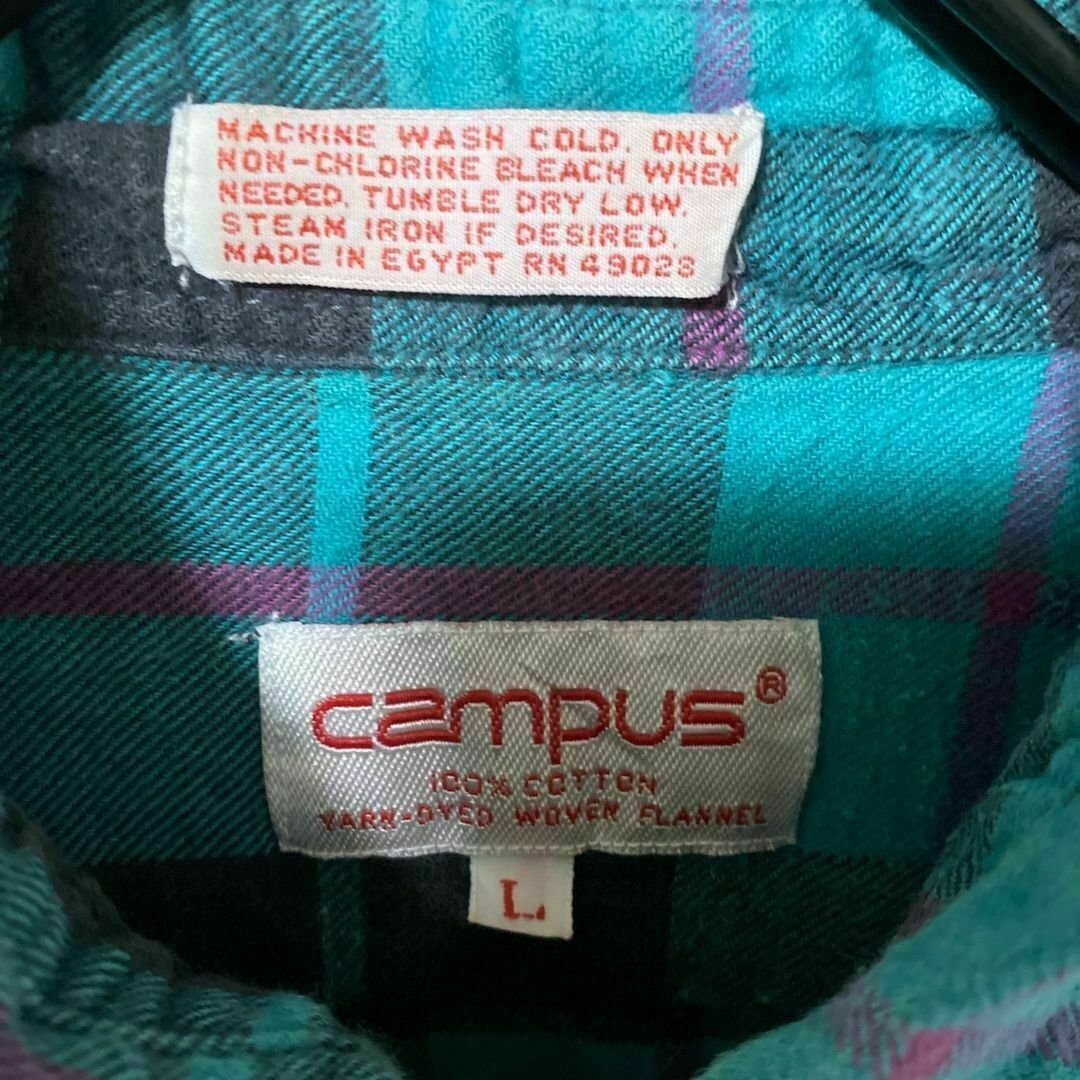 MACHINE WASH COLD. ONLY
NON-CHLORINE BLEACH WHEN
NEEDED. TUMBLE DRY LOW.
STEAM IRON IF DESIRED.
MADE IN EGYPT RN 49028
campus®
100% COTTON
YARN-DYED WOVEN FLANNEL
L